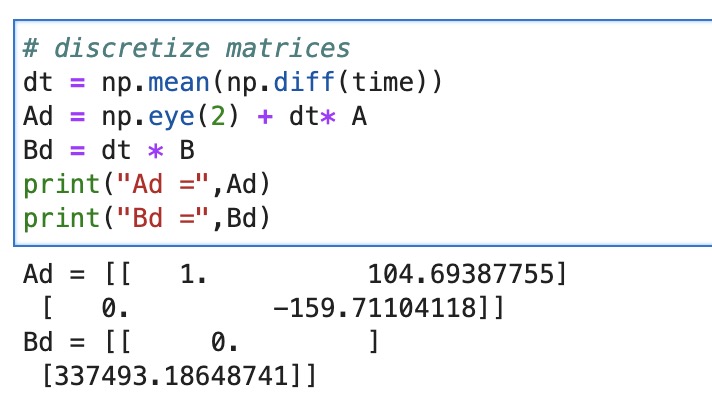 # discretize matrices
dt = np.mean(np.diff(time))
Ad = np.eye(2) + dt* A
Bd = dt * B
print("Ad =",Ad)
print("Bd =",Bd)
Ad = [[   1.          104.69387755]
 [   0.         -159.71104118]]
Bd = [[     0.        ]
 [337493.18648741]]